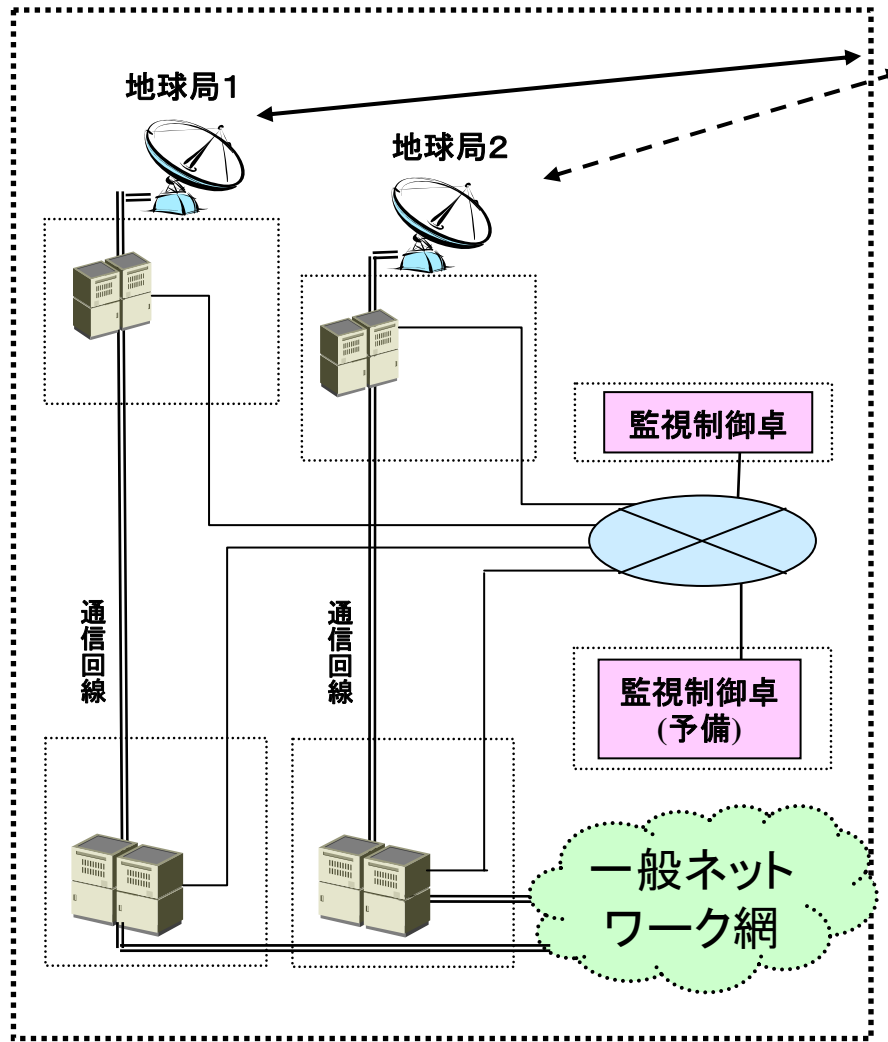 地球局１
地球局２
監視制御卓
通信回線
通信回線
監視制御卓
(予備)
一般ネット
ワーク網